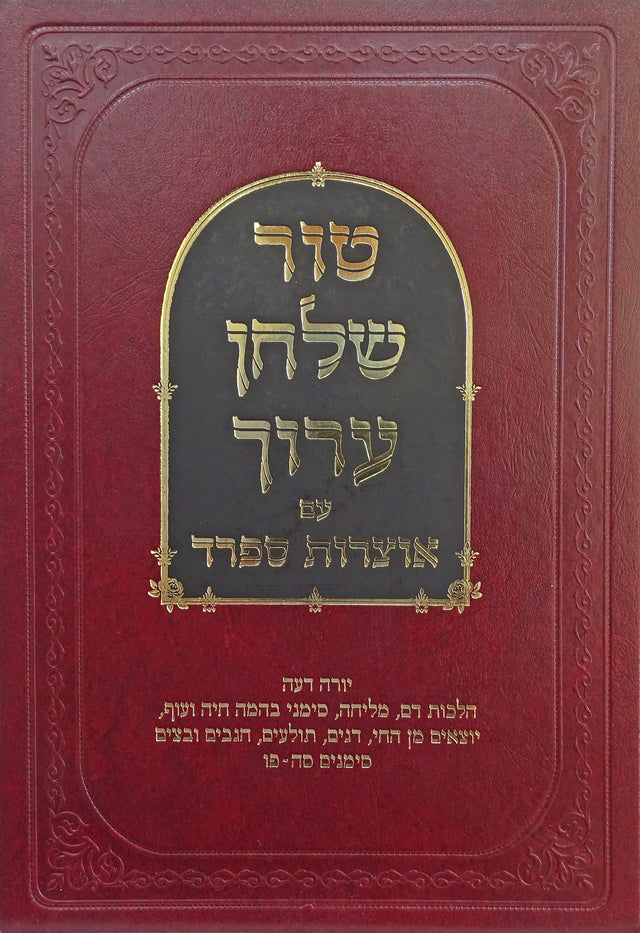 טור
שלחן
ערוך
עם
אוצרות ספרד
יורה דעה
הלכות דם, מליחה, סימני בהמה חיה ועוף,
יוצאים מן החי, דגים, תולעים, חגבים ובצים
סימנים סה-פו